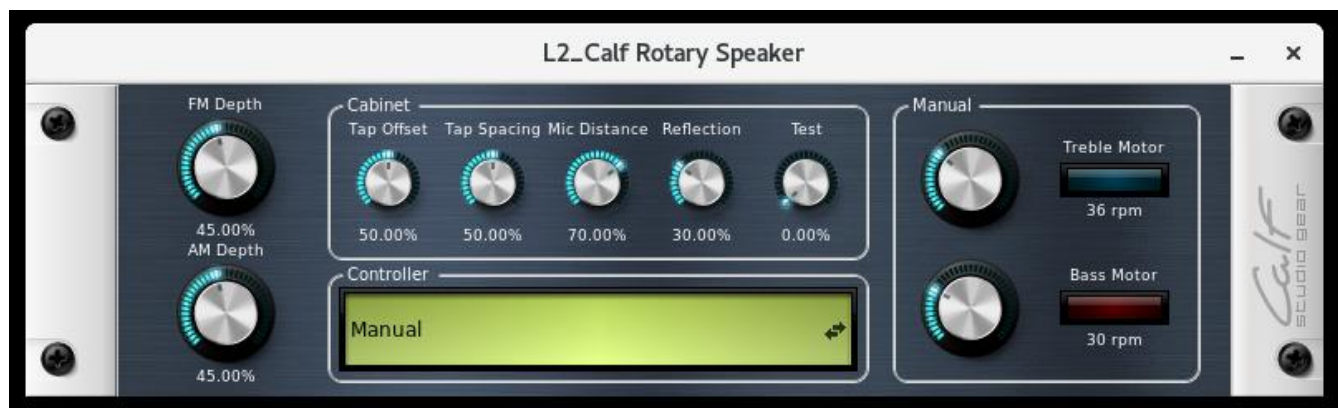 L2_Calf Rotary Speaker
FM Depth
45.00%
AM Depth
45.00%
Cabinet
Tap Offset Tap Spacing Mic Distance Reflection Test
50.00% 50.00% 70.00% 30.00% 0.00%
Controller
Manual
Manual
Treble Motor
36 rpm
Bass Motor
30 rpm
Calf
studio gear